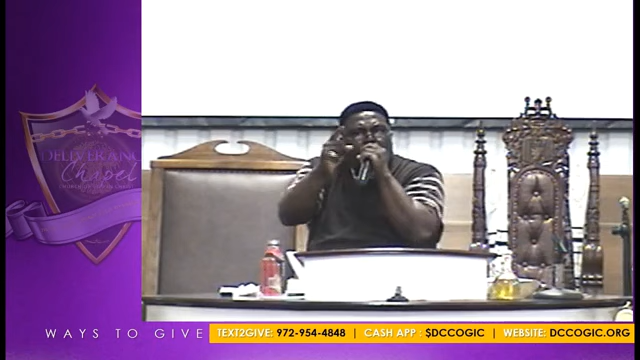 DELIVERANCE
Chapel
WAYS TO GIVE
TEXT2GIVE: 972-954-4848 | CASH APP: $DCCOGIC | WEBSITE: DCCOGIC.ORG